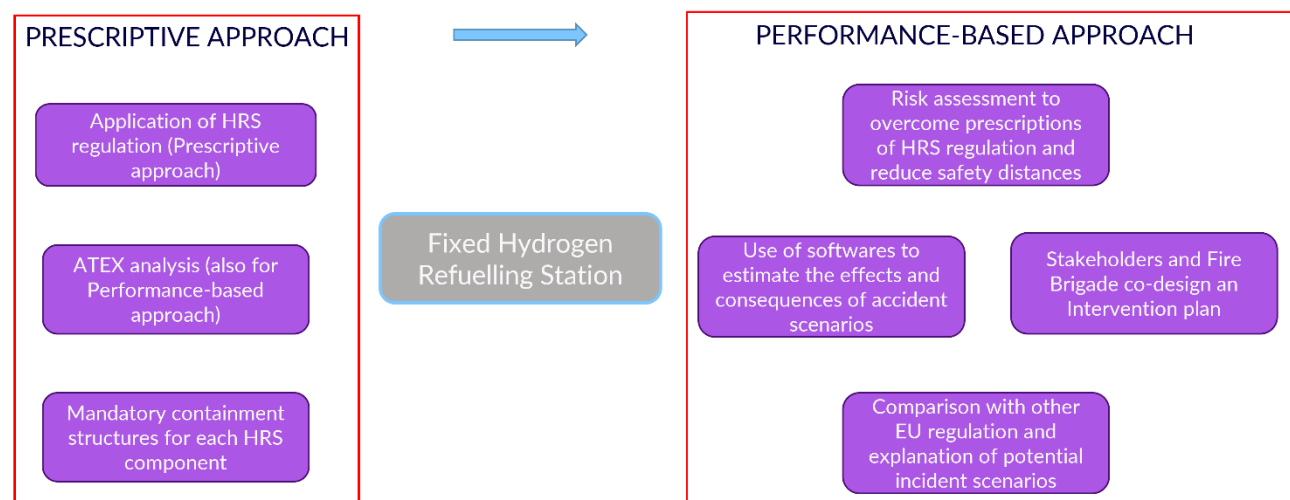 PRESCRIPTIVE APPROACH
Application of HRS
regulation (Prescriptive
approach)
ATEX analysis (also for
Performance-based
approach)
Mandatory containment
structures for each HRS
component
Fixed Hydrogen
Refuelling Station
PERFORMANCE-BASED APPROACH
Risk assessment to
overcome prescriptions
of HRS regulation and
reduce safety distances
Use of softwares to
estimate the effects and
consequences of accident
scenarios
Stakeholders and Fire
Brigade co-design an
Intervention plan
Comparison with other
EU regulation and
explanation of potential
incident scenarios